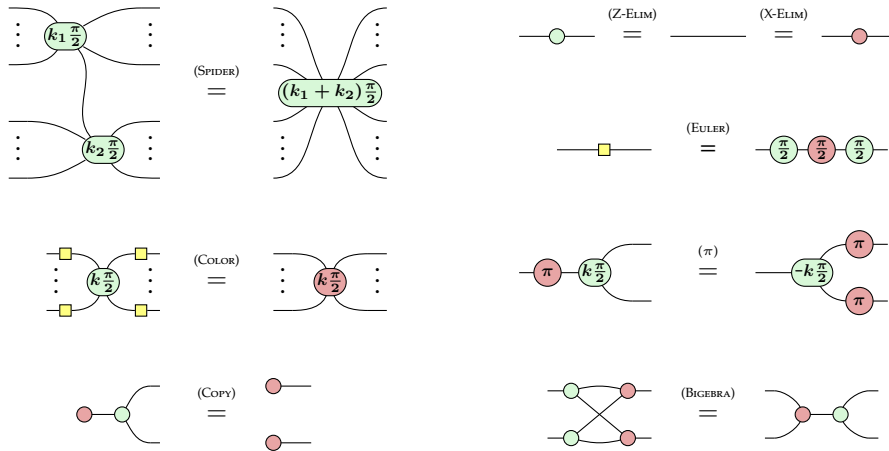 k₁ π/2 (Spider) = (k₁ + k₂) π/2
k₂ π/2
(Z-Elim) = (X-Elim) =
(Euler) = π/2 π/2 π/2
k π/2 (Color) = k π/2
π k π/2 (π) = -k π/2 π π
(Copy) =
(Bigebra) =